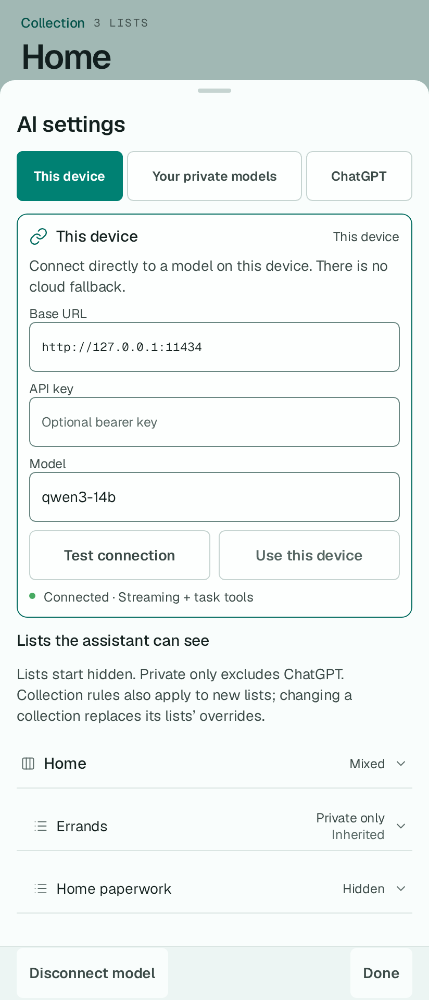 Collection 3 LISTS
Home
AI settings
This device
Your private models
ChatGPT
This device
This device
Connect directly to a model on this device. There is no
cloud fallback.
Base URL
http://127.0.0.1:11434
API key
Optional bearer key
Model
qwen3-14b
Test connection
Use this device
Connected · Streaming + task tools
Lists the assistant can see
Lists start hidden. Private only excludes ChatGPT.
Collection rules also apply to new lists; changing a
collection replaces its lists’ overrides.
Home
Mixed
Errands
Private only
Inherited
Home paperwork
Hidden
Disconnect model
Done